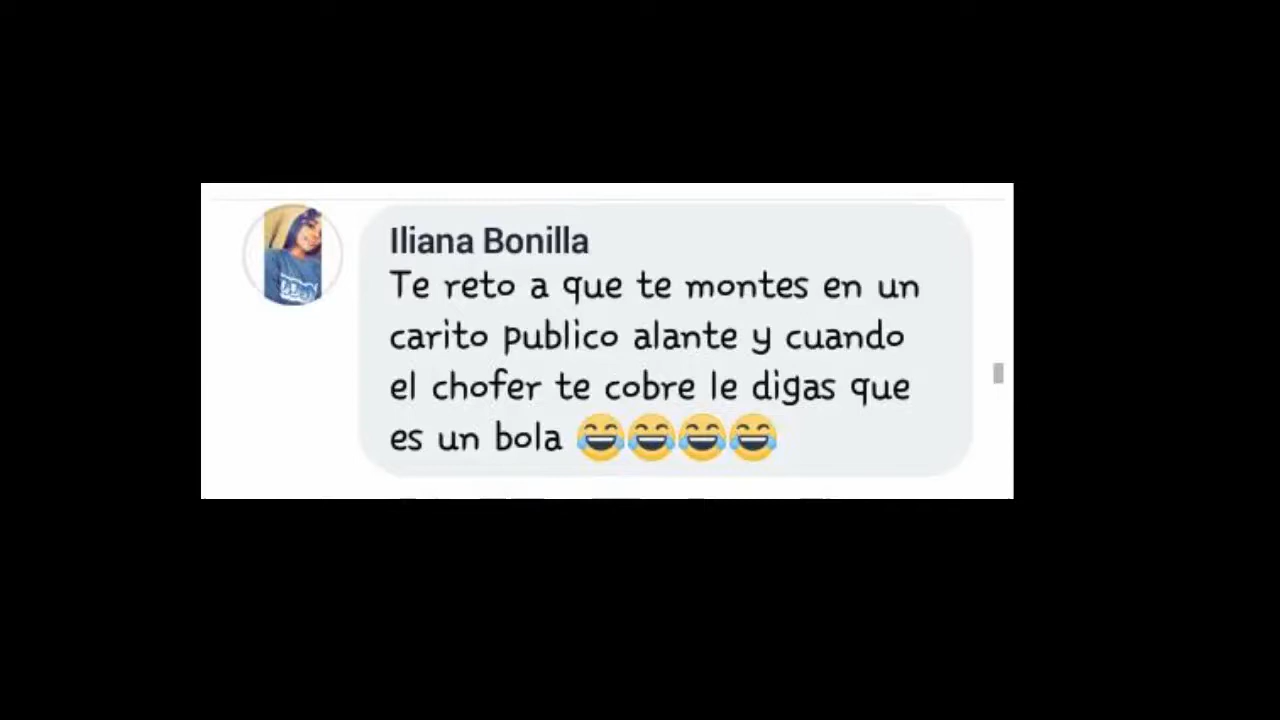 Iliana Bonilla
Te reto a que te montes en un
carito publico alante y cuando
el chofer te cobre le digas que
es un bola 😂😂😂😂